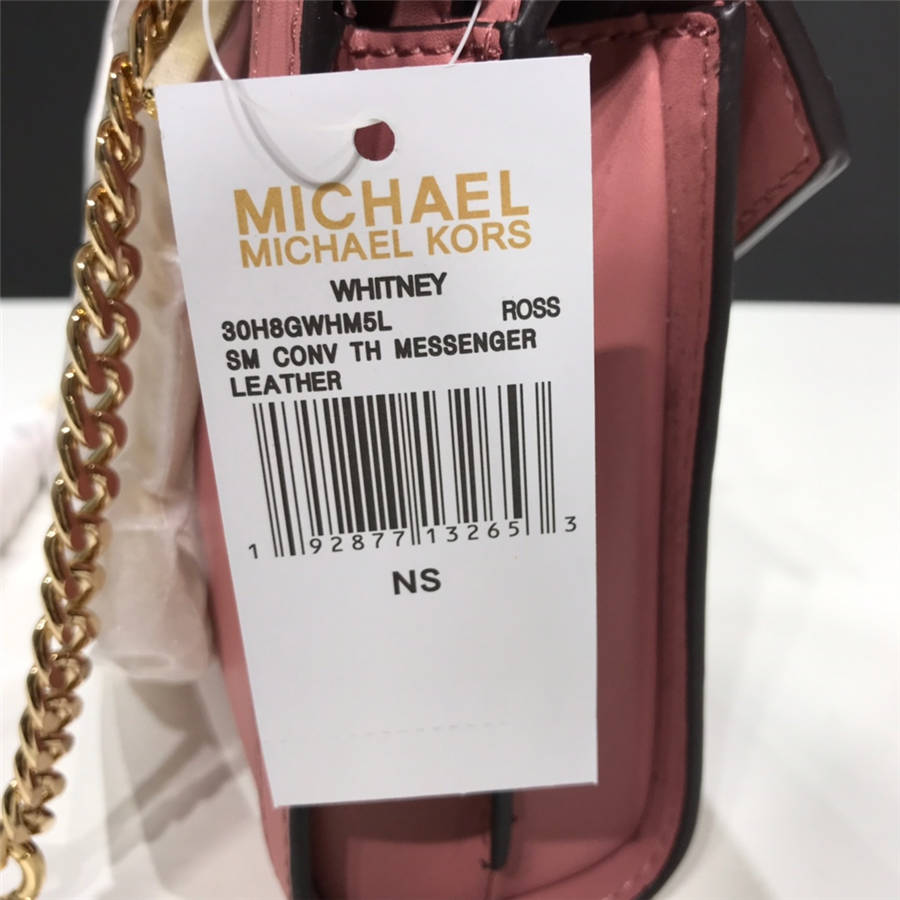 MICHAEL
MICHAEL KORS
WHITNEY
30H8GWHM5L ROSS
SM CONV TH MESSENGER
LEATHER
1 92877 13265 3
NS